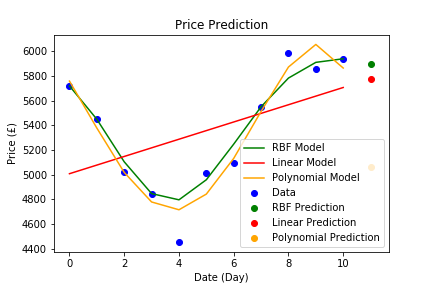 Price Prediction
Price (£)
6000
5800
5600
5400
5200
5000
4800
4600
4400
RBF Model
Linear Model
Polynomial Model
Data
RBF Prediction
Linear Prediction
Polynomial Prediction
0 2 4 6 8 10
Date (Day)